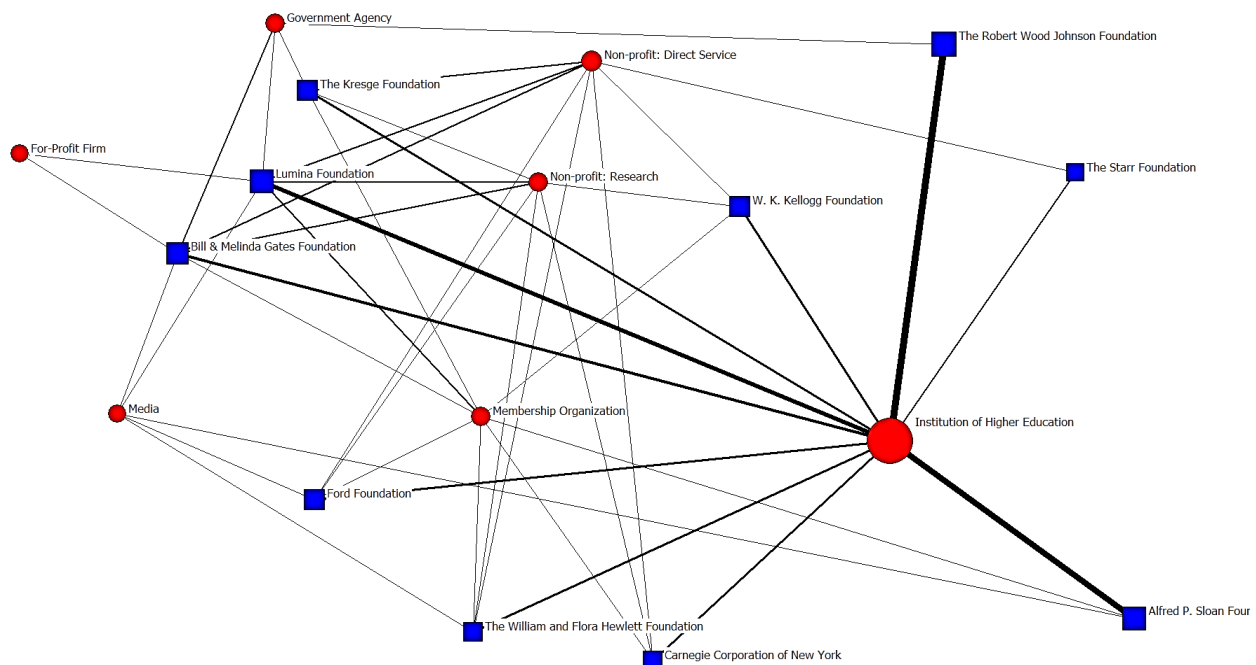 Government Agency
The Robert Wood Johnson Foundation
Non-profit: Direct Service
The Kresge Foundation
For-Profit Firm
The Starr Foundation
Lumina Foundation
Non-profit: Research
W. K. Kellogg Foundation
Bill & Melinda Gates Foundation
Media
Membership Organization
Institution of Higher Education
Ford Foundation
Alfred P. Sloan Four
The William and Flora Hewlett Foundation
Carnegie Corporation of New York